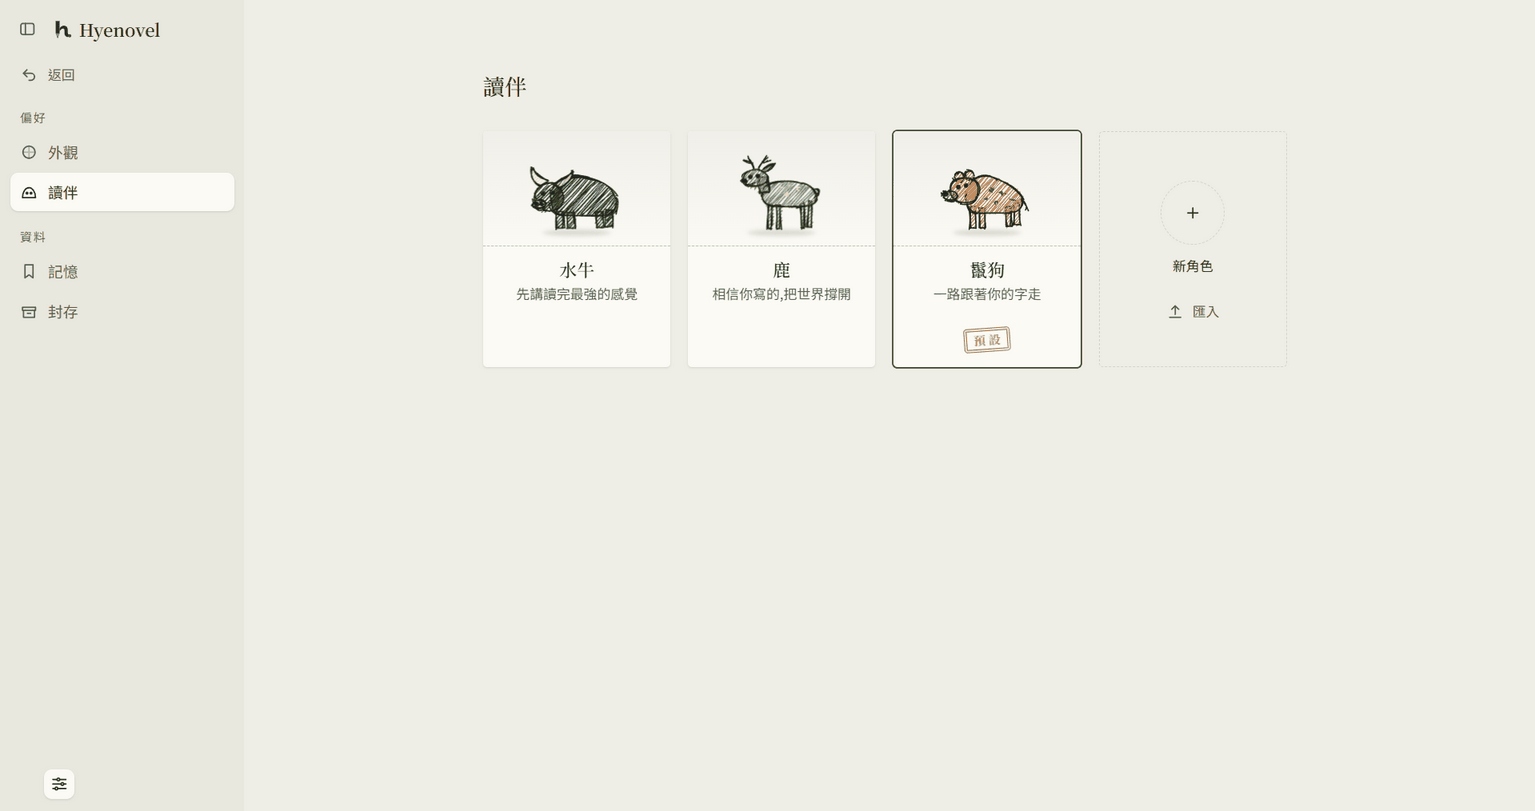 Hyenovel
返回
偏好
外觀
讀伴
資料
記憶
封存
讀伴
水牛
先講讀完最強的感覺
鹿
相信你寫的,把世界撐開
鬣狗
一路跟著你的字走
預設
新角色
匯入